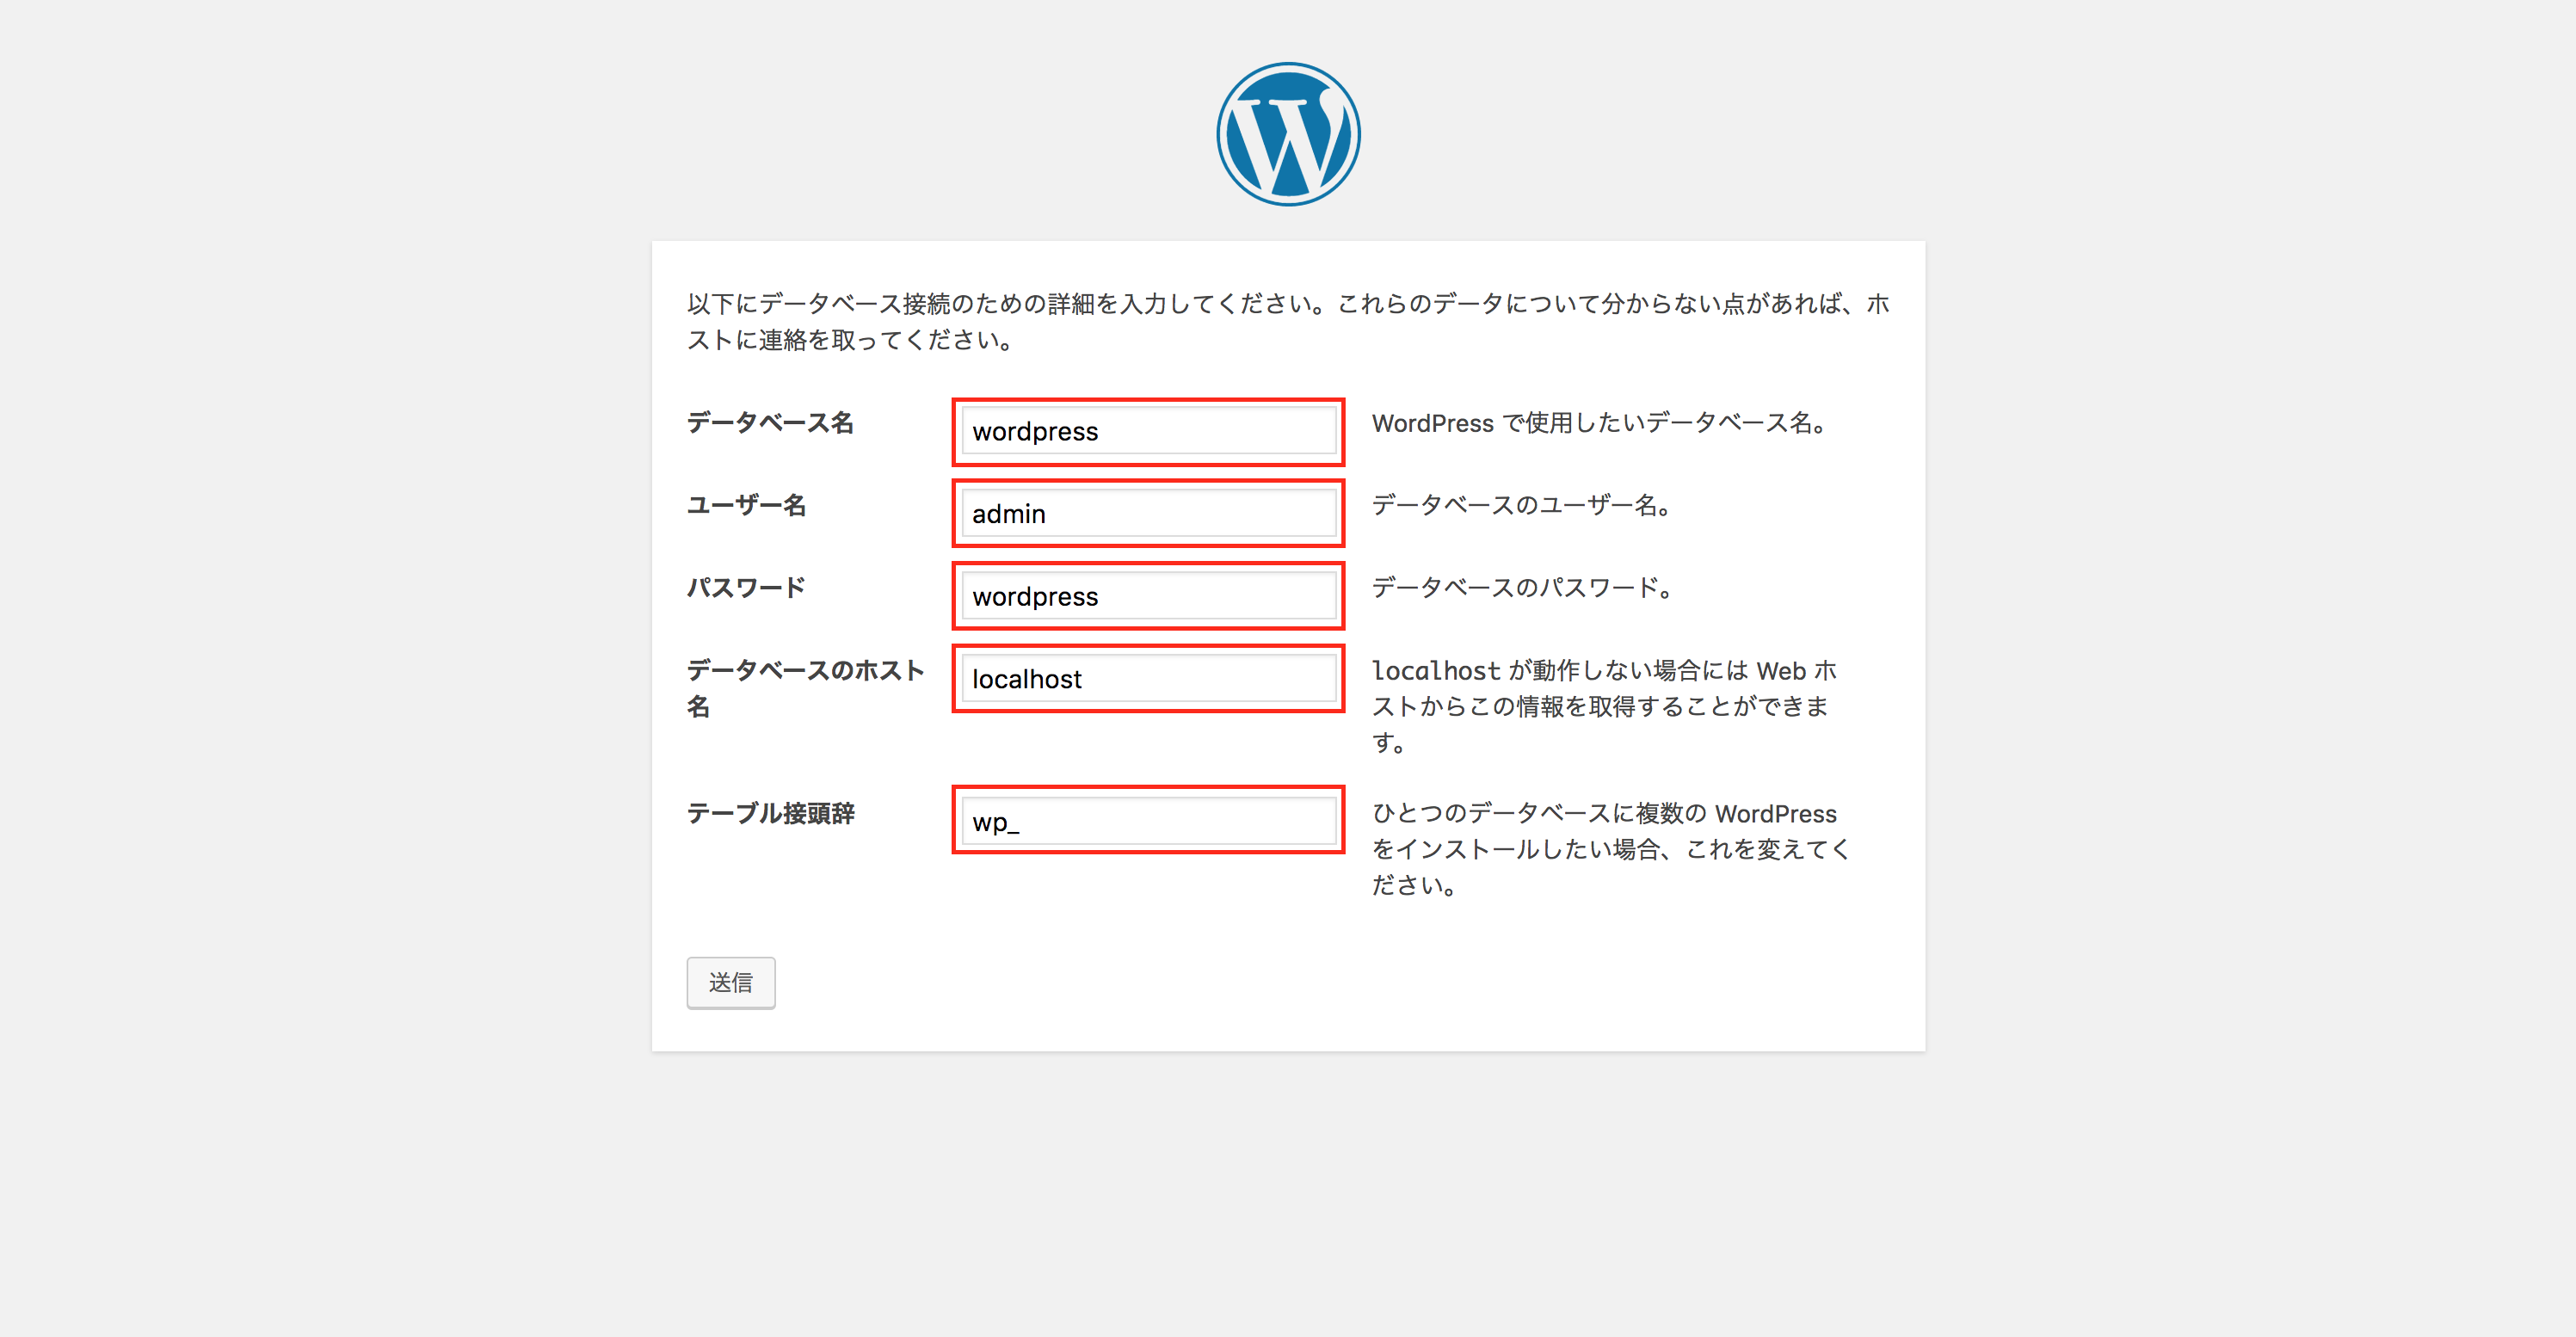 以下にデータベース接続のための詳細を入力してください。これらのデータについて分からない点があれば、ホ
ストに連絡を取ってください。
データベース名
wordpress
WordPress で使用したいデータベース名。
ユーザー名
admin
データベースのユーザー名。
パスワード
wordpress
データベースのパスワード。
データベースのホスト
名
localhost
localhost が動作しない場合には Web ホ
ストからこの情報を取得することができま
す。
テーブル接頭辞
wp_
ひとつのデータベースに複数の WordPress
をインストールしたい場合、これを変えてく
ださい。
送信